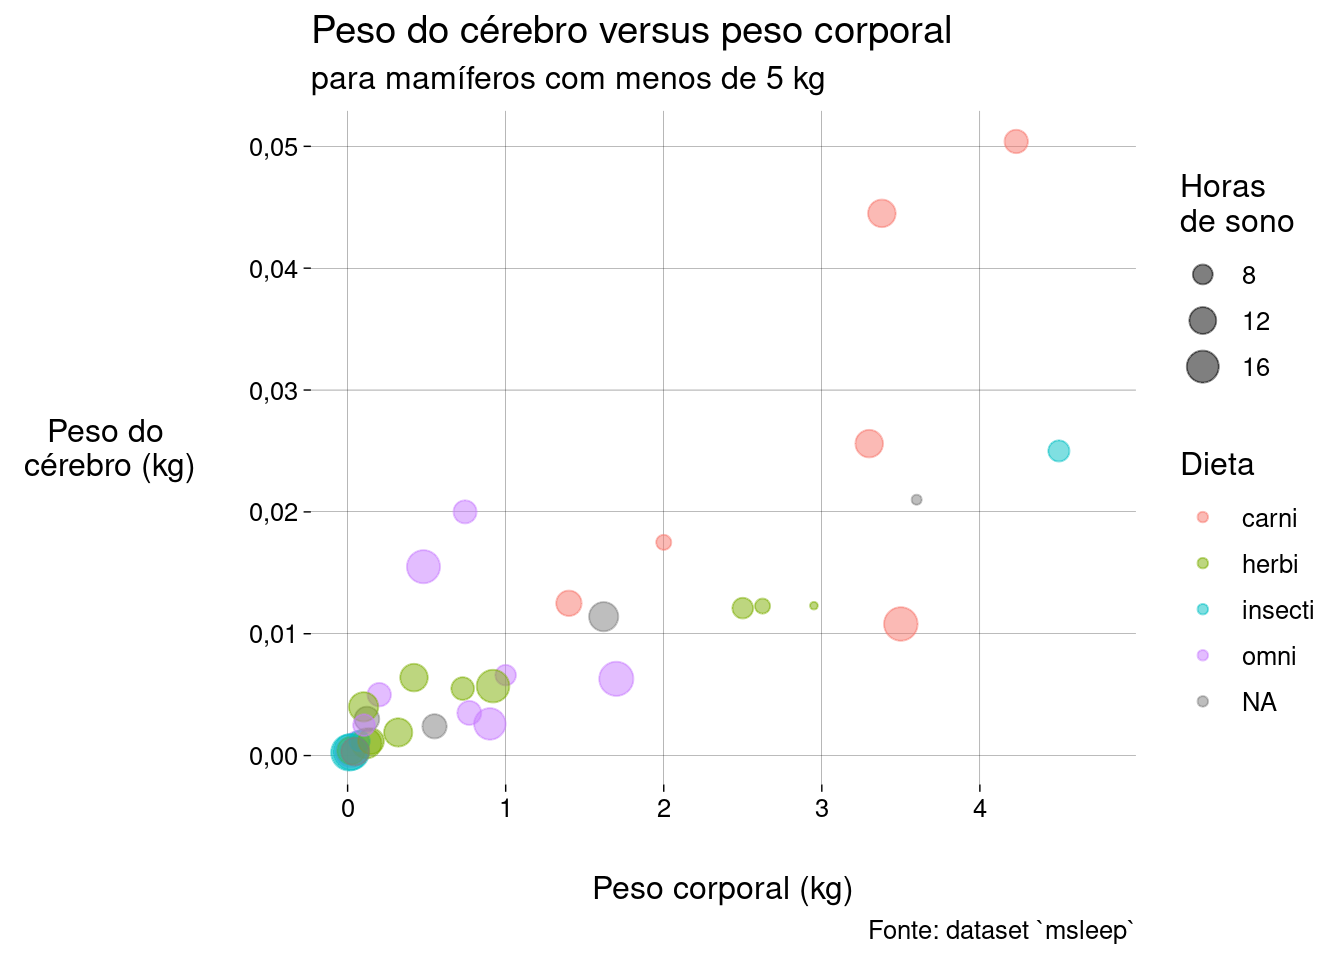 Peso do cérebro versus peso corporal
para mamíferos com menos de 5 kg
0,05
0,04
0,03
0,02
0,01
0,00
Peso do
cérebro (kg)
0 1 2 3 4
Peso corporal (kg)
Fonte: dataset `msleep`
Horas
de sono
8
12
16
Dieta
carni
herbi
insecti
omni
NA